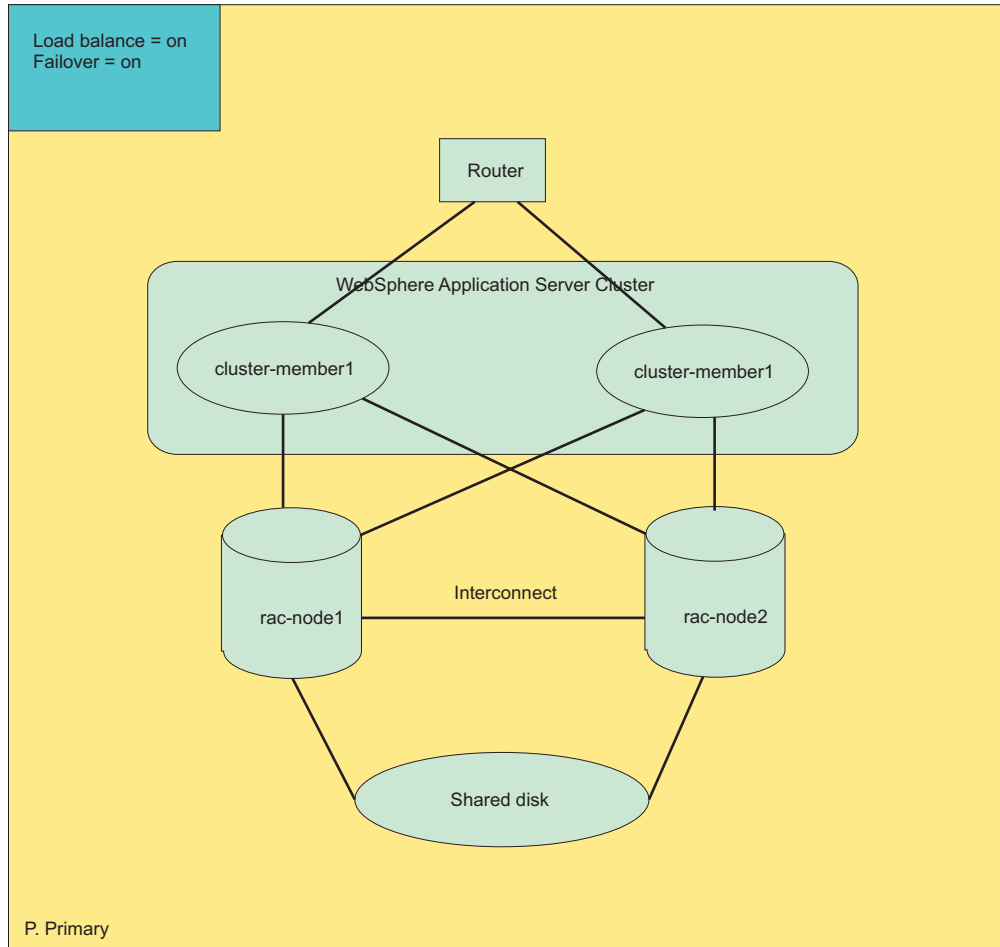 Load balance = on
Failover = on
Router
WebSphere Application Server Cluster
cluster-member1
cluster-member1
Interconnect
rac-node1
rac-node2
Shared disk
P. Primary